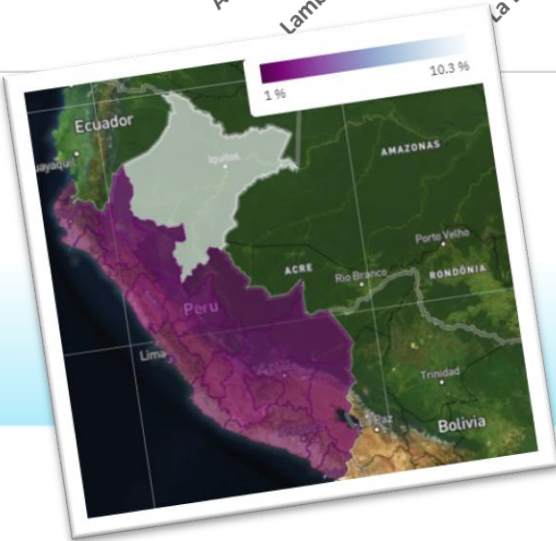 Lamb
1 %
10.3 %
Ecuador
Iquitos
AMAZONAS
Porto Velho
ACRE
Rio Branco
RONDÔNIA
Peru
Lima
Trinidad
La Paz
Bolivia